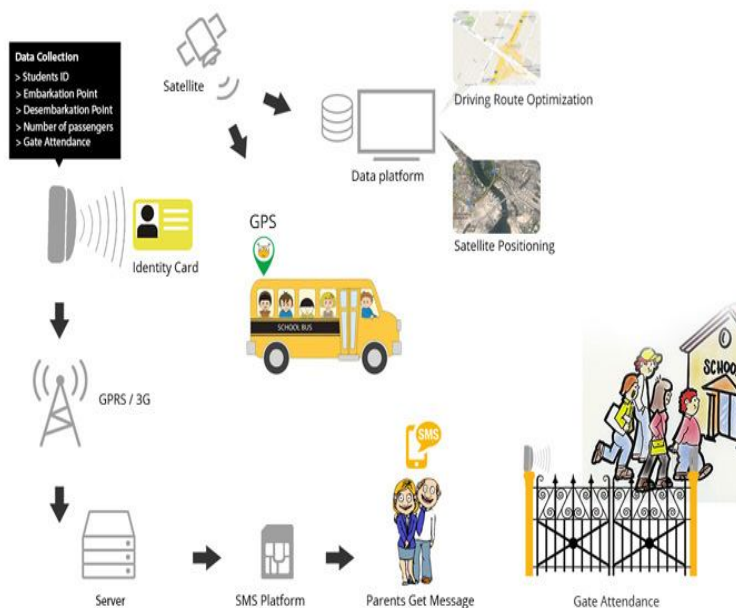 Data Collection
> Students ID
> Embarkation Point
> Desembarkation Point
> Number of passengers
> Gate Attendance
Satellite
Driving Route Optimization
Data platform
Satellite Positioning
Identity Card
GPS
SCHOOL BUS
GPRS / 3G
SCHOOL
SMS
Server
SMS Platform
Parents Get Message
Gate Attendance